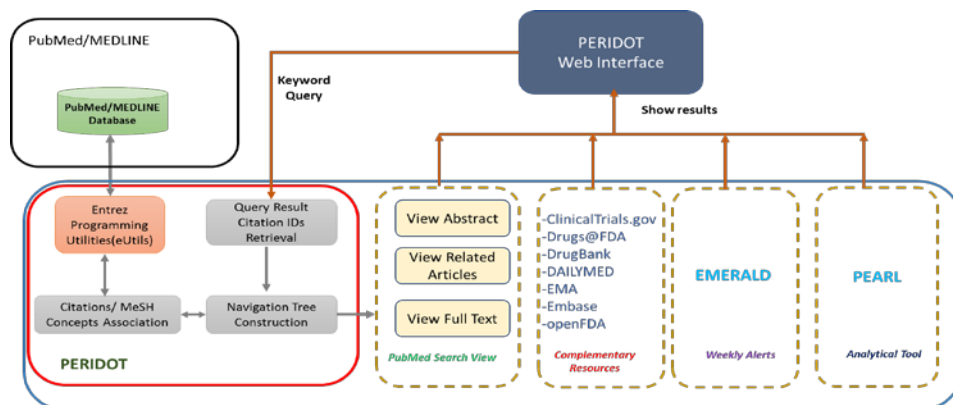 PubMed/MEDLINE
PubMed/MEDLINE
Database
PERIDOT
Web Interface
Keyword
Query
Show results
Entrez
Programming
Utilities(eUtils)
Query Result
Citation IDs
Retrieval
Citations/ MeSH
Concepts Association
Navigation Tree
Construction
PERIDOT
View Abstract
View Related
Articles
View Full Text
PubMed Search View
-ClinicalTrials.gov
-Drugs@FDA
-DrugBank
-DAILYMED
-EMA
-Embase
-openFDA
Complementary
Resources
EMERALD
Weekly Alerts
PEARL
Analytical Tool